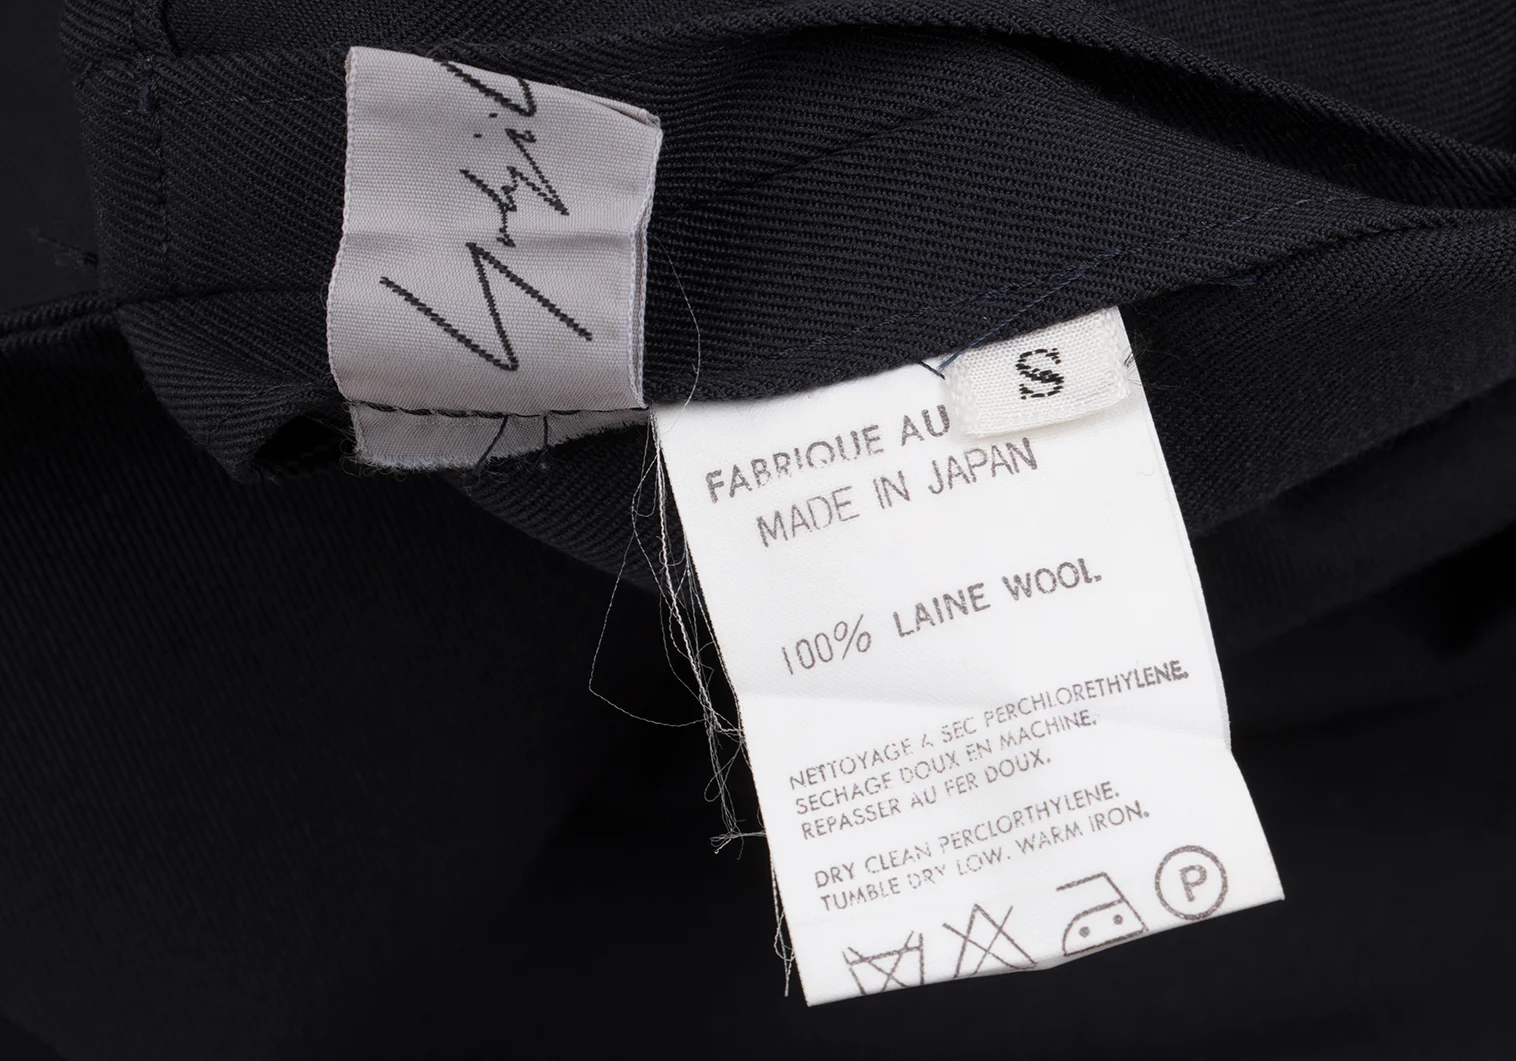 Yohji
S
FABRIQUE AU
MADE IN JAPAN
100% LAINE WOOL
NETTOYAGE A SEC PERCHLORETHYLENE.
SECHAGE DOUX EN MACHINE.
REPASSER AU FER DOUX.
DRY CLEAN PERCLORTHYLENE.
TUMBLE DRY LOW. WARM IRON.
P